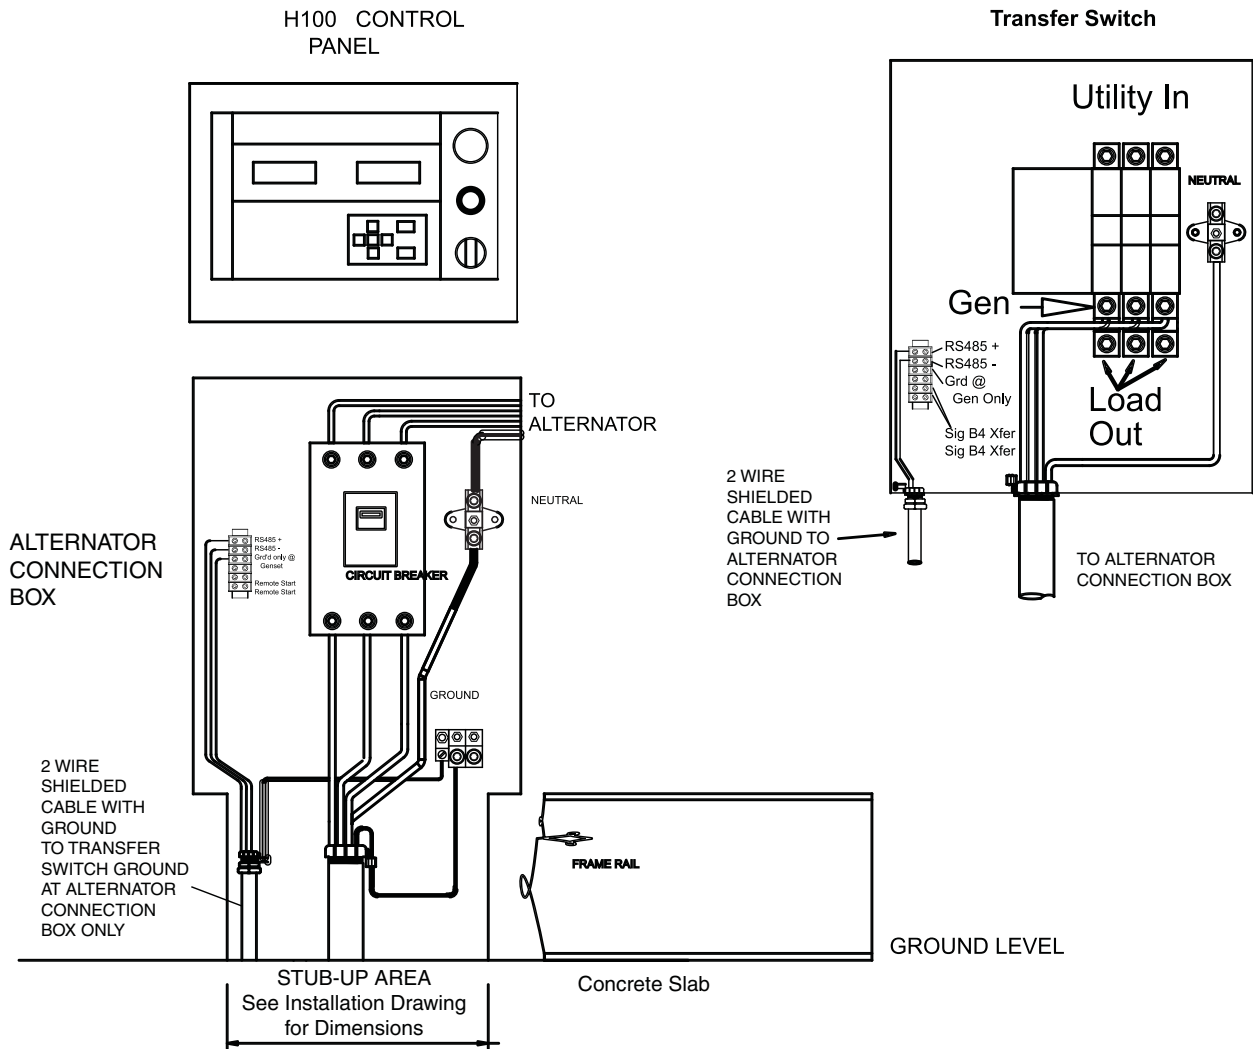 H100 CONTROL
PANEL
Transfer Switch
Utility In
NEUTRAL
Gen
RS485 +
RS485 -
Grd @
Gen Only
Sig B4 Xfer
Sig B4 Xfer
Load
Out
2 WIRE
SHIELDED
CABLE WITH
GROUND TO
ALTERNATOR
CONNECTION
BOX
TO ALTERNATOR
CONNECTION BOX
TO
ALTERNATOR
NEUTRAL
ALTERNATOR
CONNECTION
BOX
RS485 +
RS485 -
Grd'd only @
Genset
Remote Start
Remote Start
CIRCUIT BREAKER
GROUND
2 WIRE
SHIELDED
CABLE WITH
GROUND
TO TRANSFER
SWITCH GROUND
AT ALTERNATOR
CONNECTION
BOX ONLY
FRAME RAIL
GROUND LEVEL
STUB-UP AREA
See Installation Drawing
for Dimensions
Concrete Slab